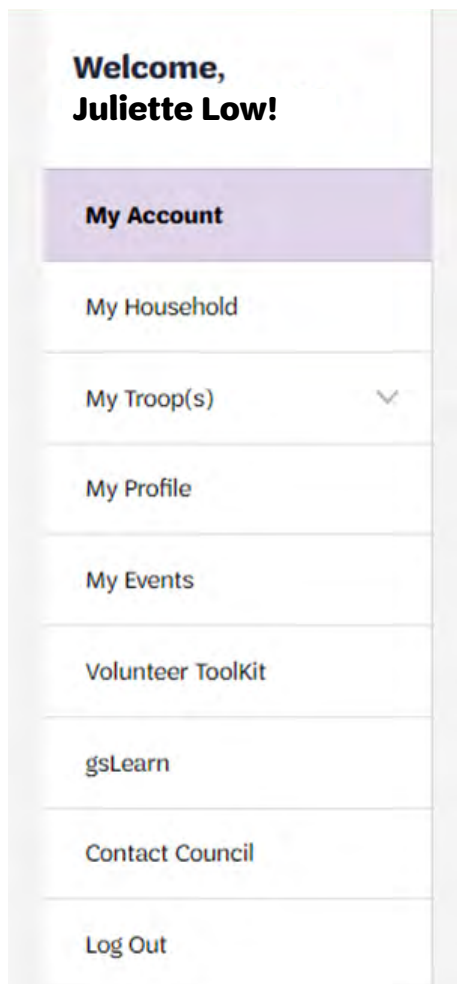 Welcome,
Juliette Low!
My Account
My Household
My Troop(s)
My Profile
My Events
Volunteer ToolKit
gsLearn
Contact Council
Log Out